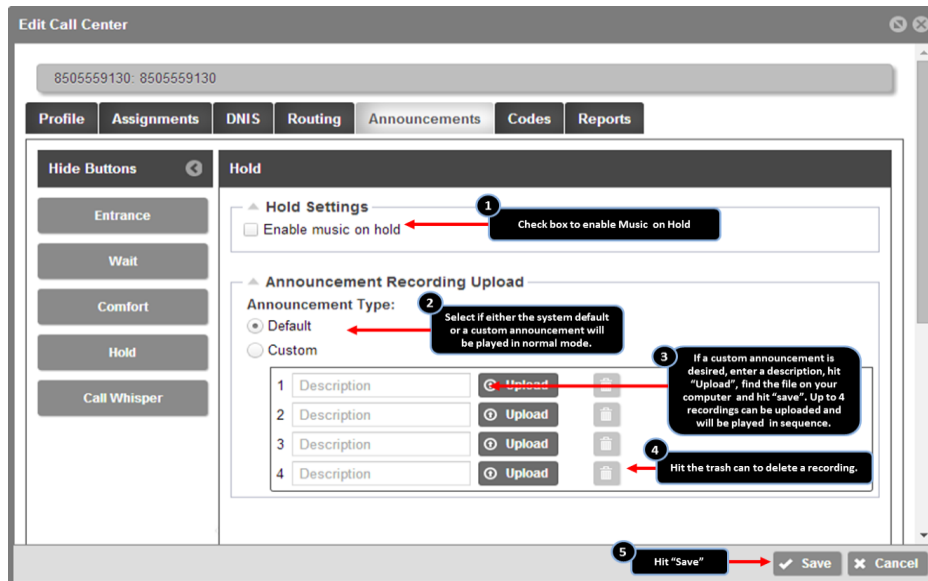 Edit Call Center
8505559130: 8505559130
Profile Assignments DNIS Routing Announcements Codes Reports
Hide Buttons
Entrance
Wait
Comfort
Hold
Call Whisper
Hold
Hold Settings
Enable music on hold
1
Check box to enable Music on Hold
Announcement Recording Upload
Announcement Type:
Default
Custom
2
Select if either the system default
or a custom announcement will
be played in normal mode.
1 Description Upload
2 Description Upload
3 Description Upload
4 Description Upload
3
If a custom announcement is
desired, enter a description, hit
“Upload”, find the file on your
computer and hit “save”. Up to 4
recordings can be uploaded and
will be played in sequence.
4
Hit the trash can to delete a recording.
5
Hit “Save”
Save Cancel